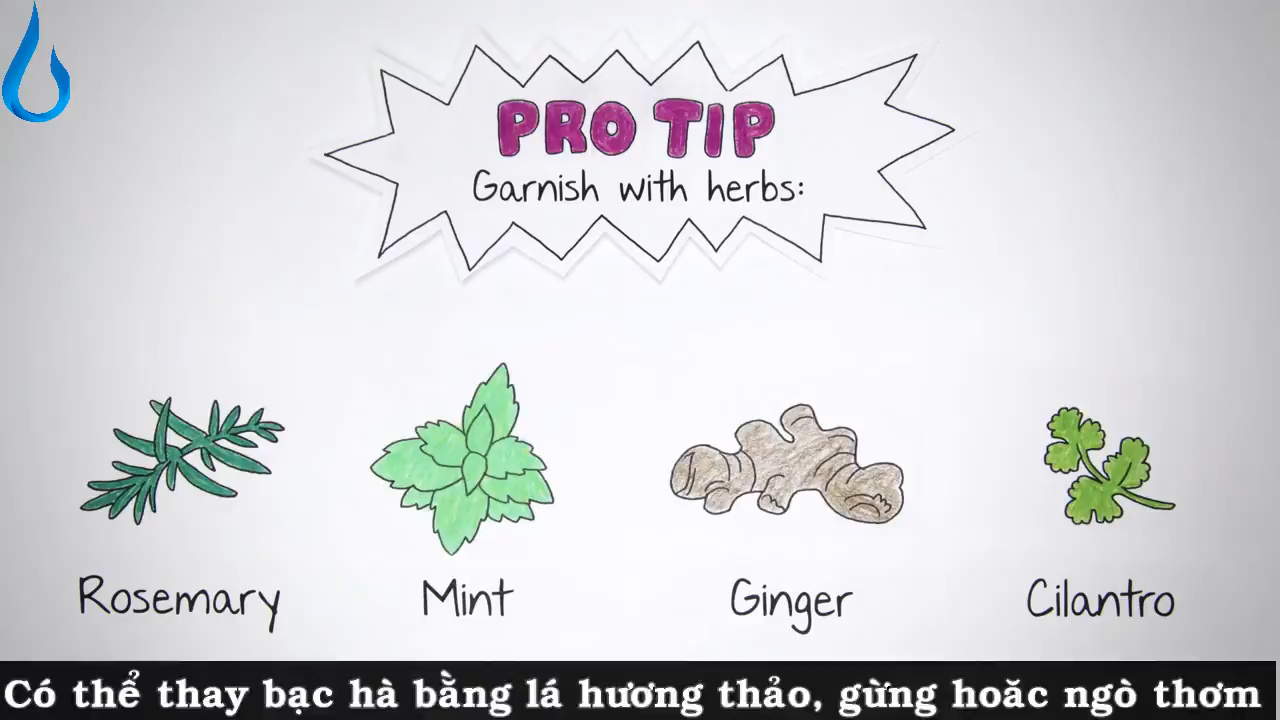 PRO TIP
Garnish with herbs:
Rosemary
Mint
Ginger
Cilantro
Có thể thay bạc hà bằng lá hương thảo, gừng hoăc ngò thơm